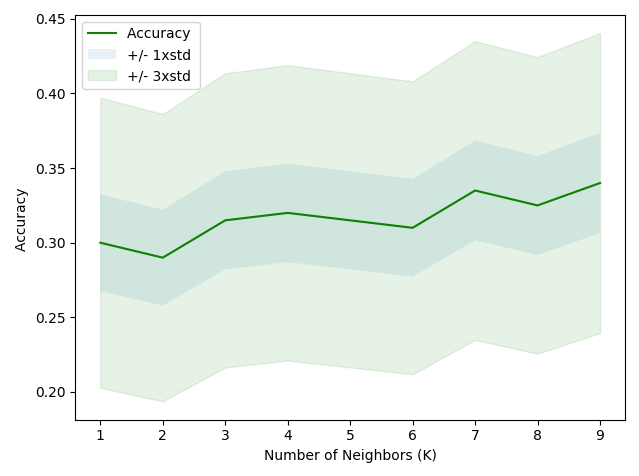 Accuracy
+/- 1xstd
+/- 3xstd
0.45
0.40
0.35
0.30
0.25
0.20
Accuracy
1 2 3 4 5 6 7 8 9
Number of Neighbors (K)